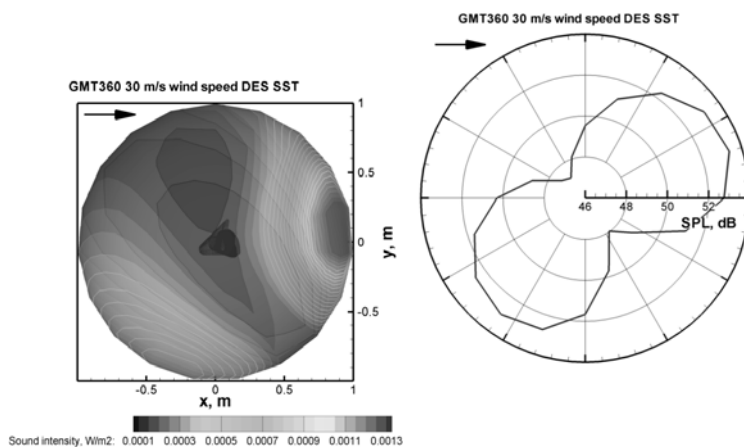 GMT360 30 m/s wind speed DES SST
1
0.5
0
-0.5
y, m
-0.5 0 0.5 1
x, m
Sound intensity, W/m2: 0.0001 0.0003 0.0005 0.0007 0.0009 0.0011 0.0013
GMT360 30 m/s wind speed DES SST
46 48 50 52 54
SPL, dB